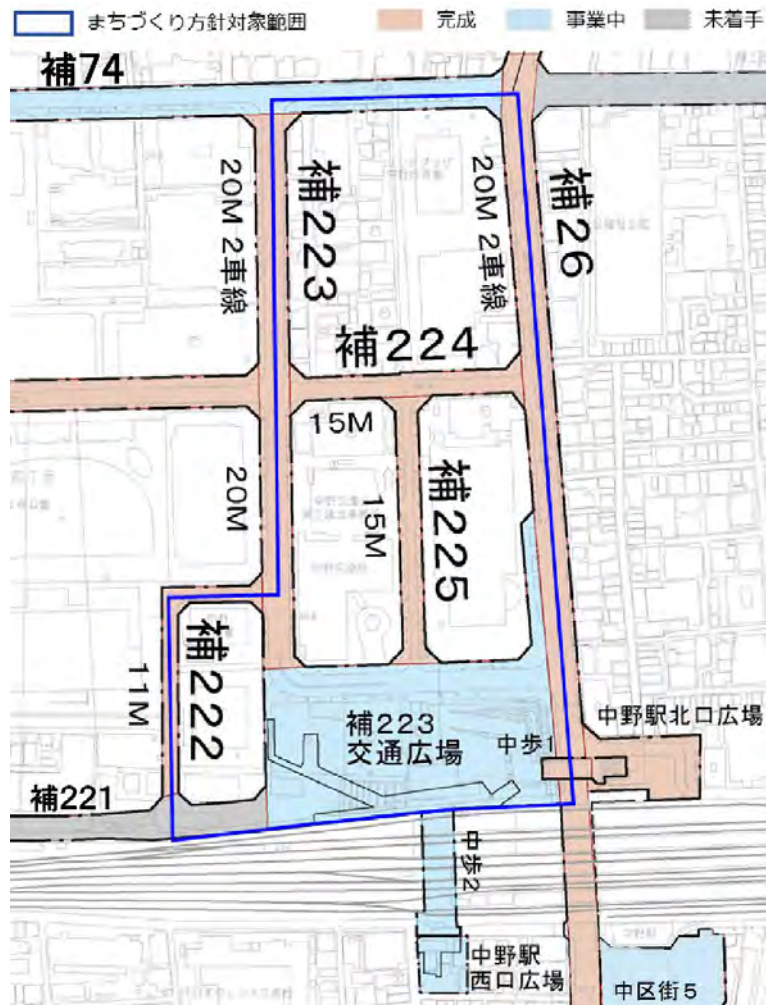 まちづくり方針対象範囲
完成
事業中
未着手
補74
20M 2車線
補223
20M 2車線
補26
補224
15M
20M
15M
補225
11M
補222
補223
交通広場
中歩1
中野駅北口広場
補221
中歩2
中野駅
西口広場
中区街5